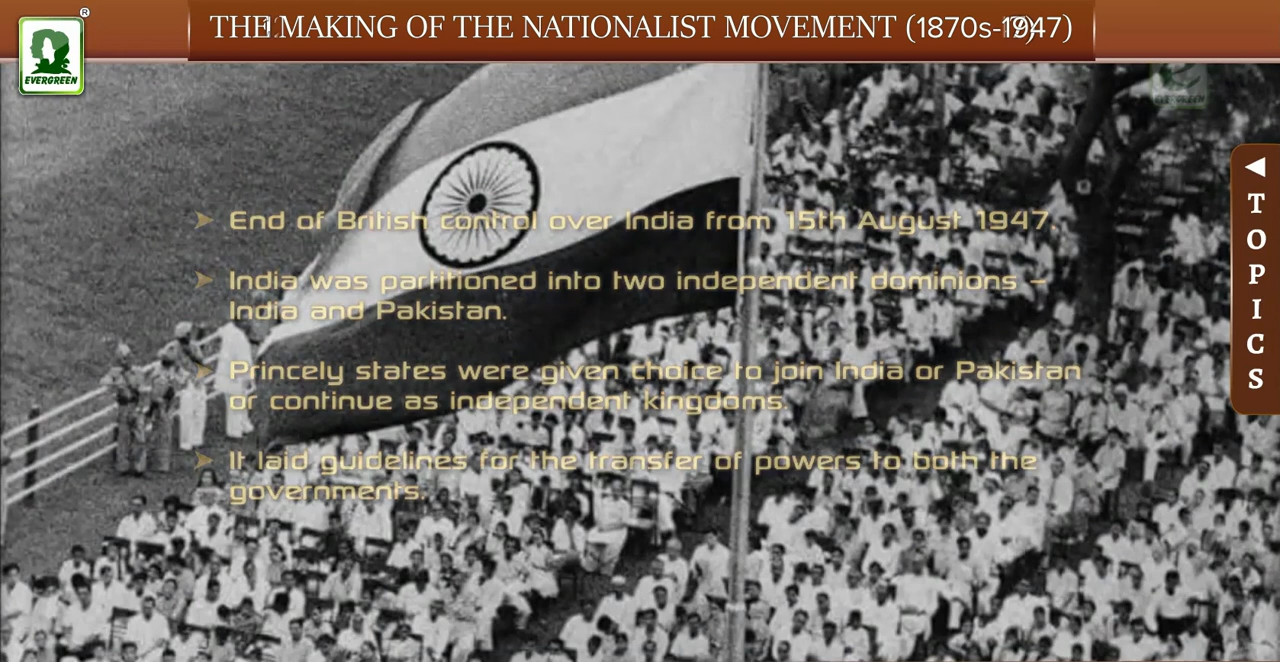 THE MAKING OF THE NATIONALIST MOVEMENT (1870s-1947)
EVERGREEN
End of British control over India from 15th August 1947.
India was partitioned into two independent dominions –
India and Pakistan.
Princely states were given choice to join India or Pakistan
or continue as independent kingdoms.
It laid guidelines for the transfer of powers to both the
governments.
TOPICS